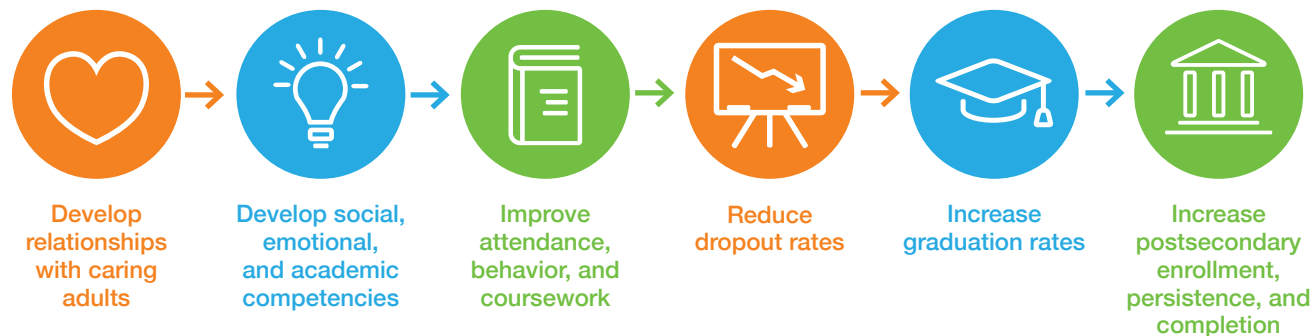 Develop
relationships
with caring
adults
Develop social,
emotional,
and academic
competencies
Improve
attendance,
behavior, and
coursework
Reduce
dropout rates
Increase
graduation rates
Increase
postsecondary
enrollment,
persistence, and
completion